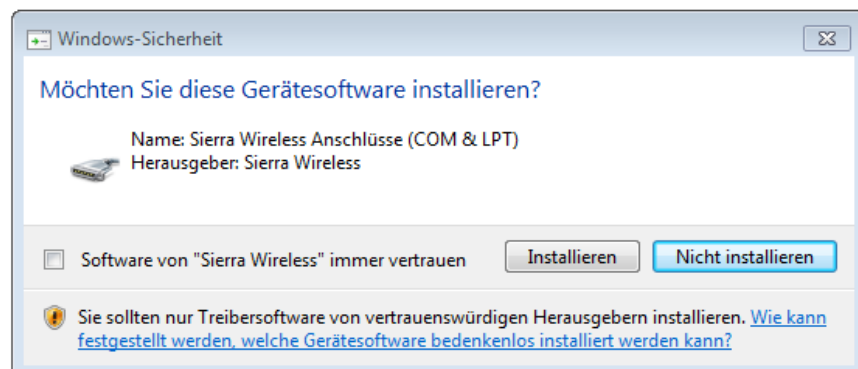 Windows-Sicherheit
Möchten Sie diese Gerätesoftware installieren?
Name: Sierra Wireless Anschlüsse (COM & LPT)
Herausgeber: Sierra Wireless
Software von "Sierra Wireless" immer vertrauen
Installieren
Nicht installieren
Sie sollten nur Treibersoftware von vertrauenswürdigen Herausgebern installieren. Wie kann
festgestellt werden, welche Gerätesoftware bedenkenlos installiert werden kann?